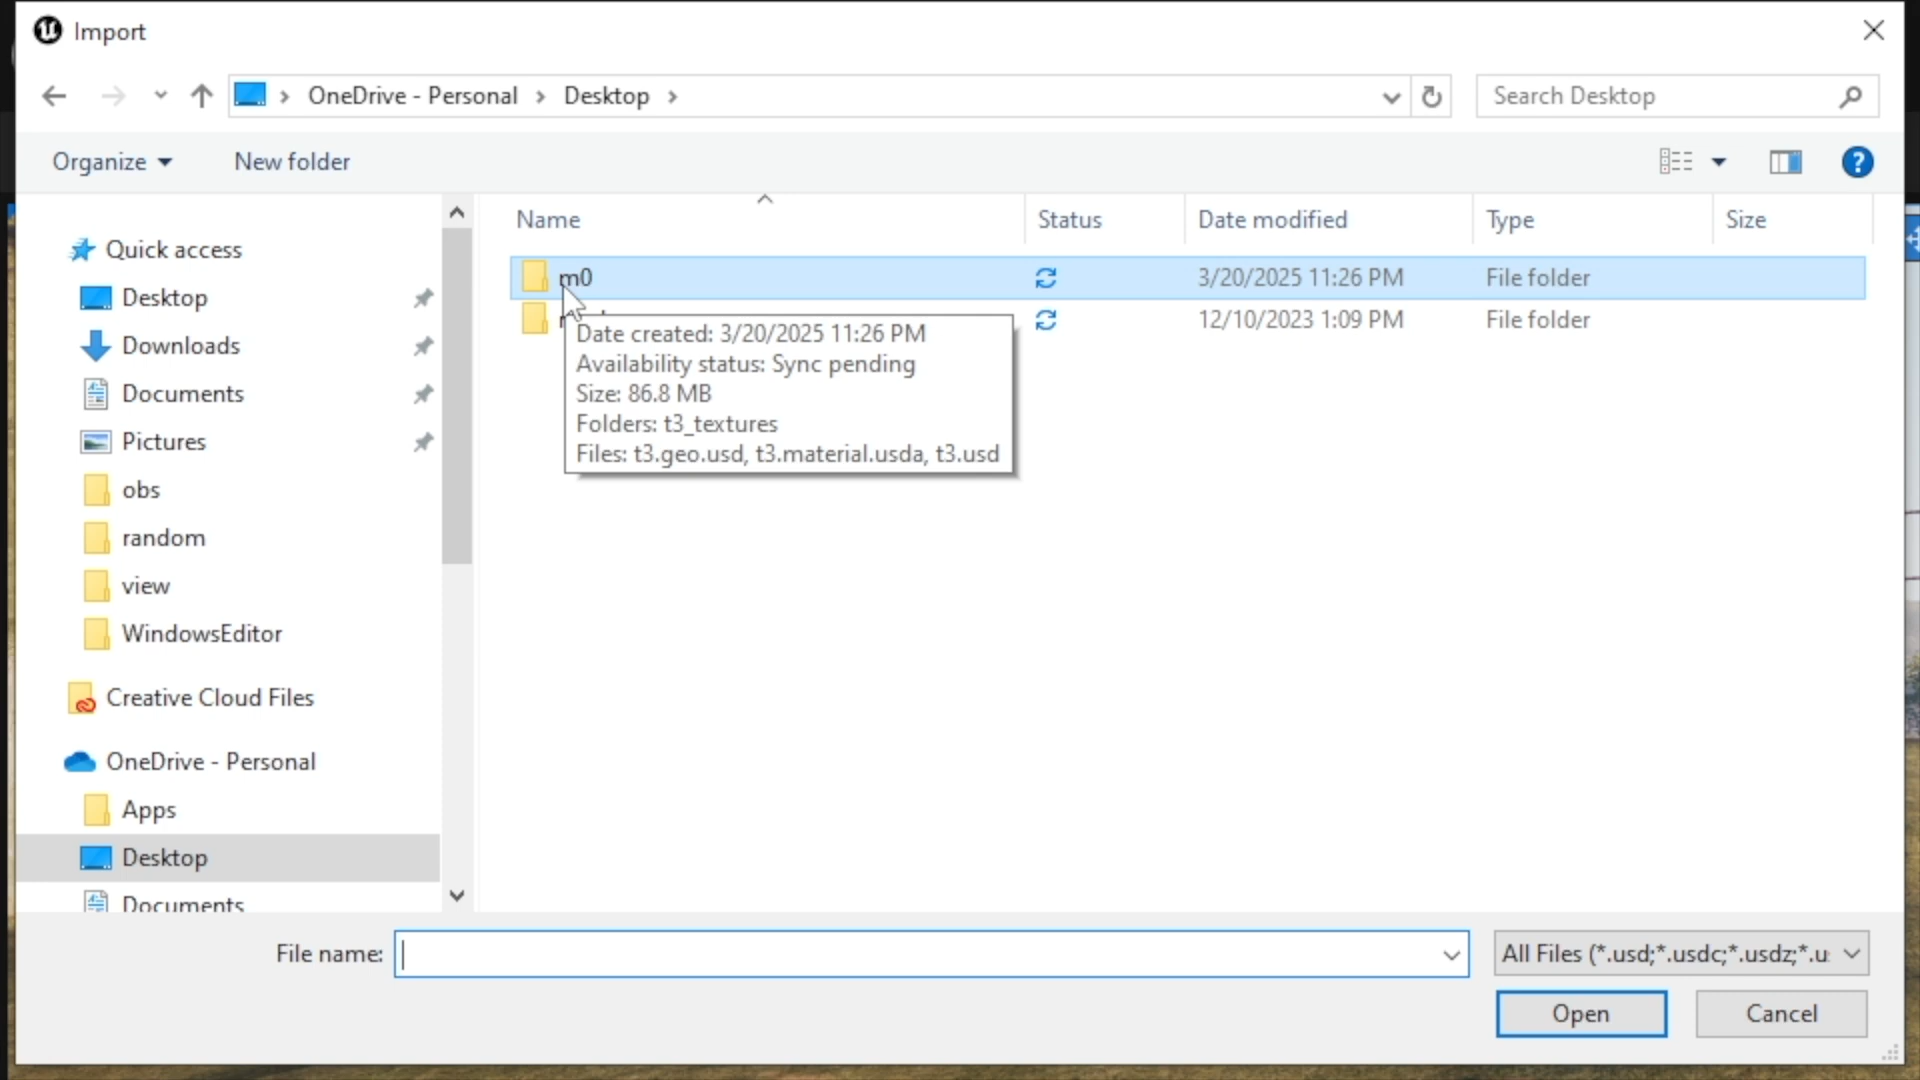 Import
OneDrive - Personal
Desktop
Search Desktop
Organize
New folder
Name
Status
Date modified
Type
Size
Quick access
Desktop
Downloads
Documents
Pictures
obs
random
view
WindowsEditor
Creative Cloud Files
OneDrive - Personal
Apps
Desktop
Documents
m0
3/20/2025 11:26 PM
File folder
12/10/2023 1:09 PM
File folder
Date created: 3/20/2025 11:26 PM
Availability status: Sync pending
Size: 86.8 MB
Folders: t3_textures
Files: t3.geo.usd, t3.material.usda, t3.usd
File name:
All Files (*.usd;*.usdc;*.usdz;*.u
Open
Cancel